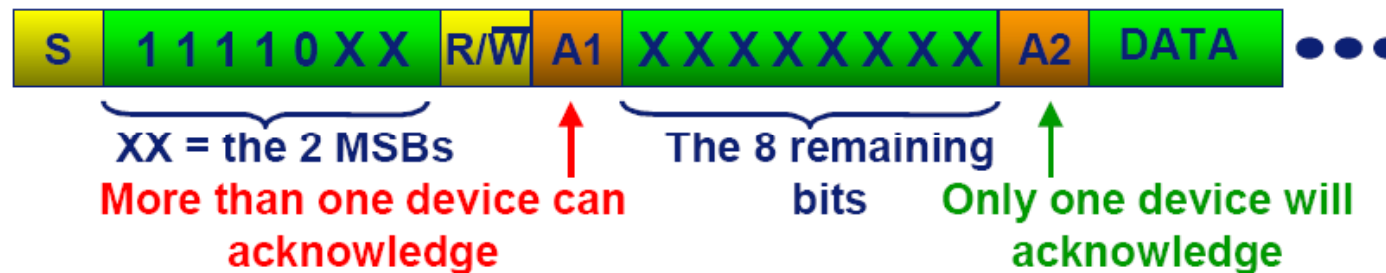 S 1 1 1 1 0 X X R/W̅ A1 X X X X X X X X A2 DATA
XX = the 2 MSBs
More than one device can
acknowledge
The 8 remaining
bits
Only one device will
acknowledge